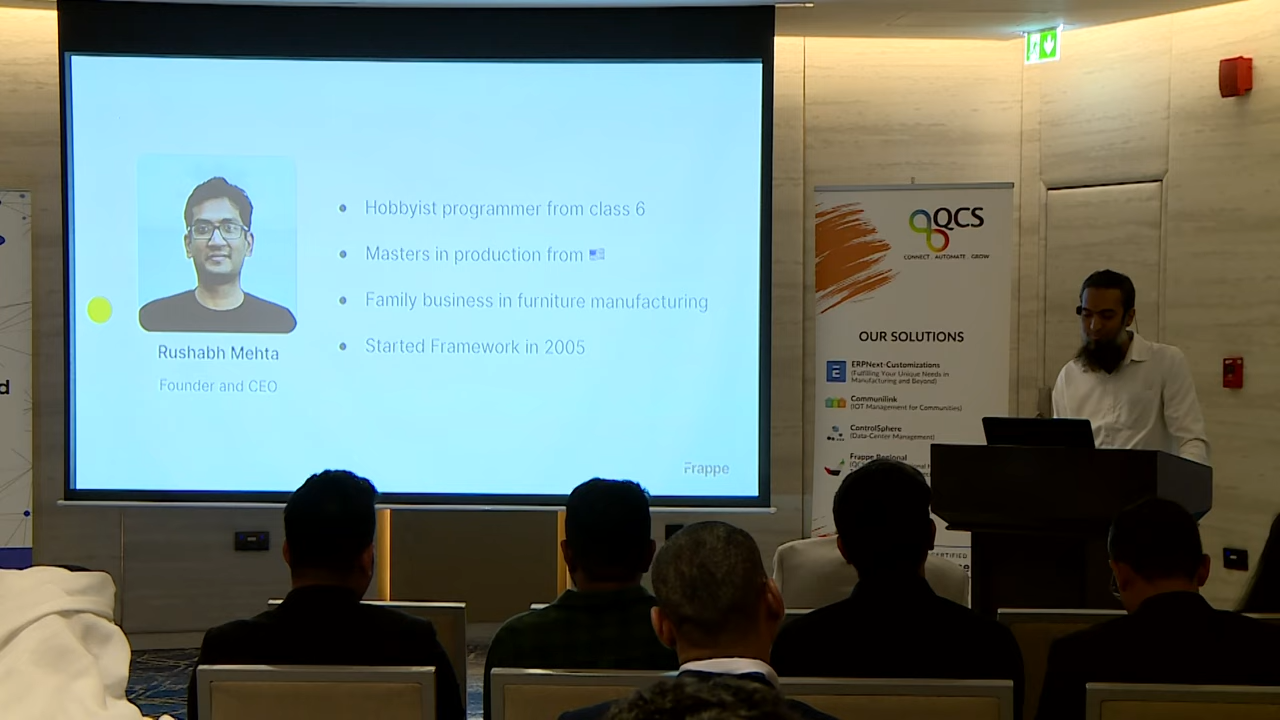 Hobbyist programmer from class 6
Masters in production from
Family business in furniture manufacturing
Started Framework in 2005
Rushabh Mehta
Founder and CEO
Frappe
d
QCS
CONNECT . AUTOMATE . GROW
OUR SOLUTIONS
ERPNext-Customizations
(Fulfilling Your Unique Needs in
Manufacturing and Beyond)
Communilink
(IOT Management for Communities)
ControlSphere
(Data-Center Management)
Frappe Regional
CERTIFIED